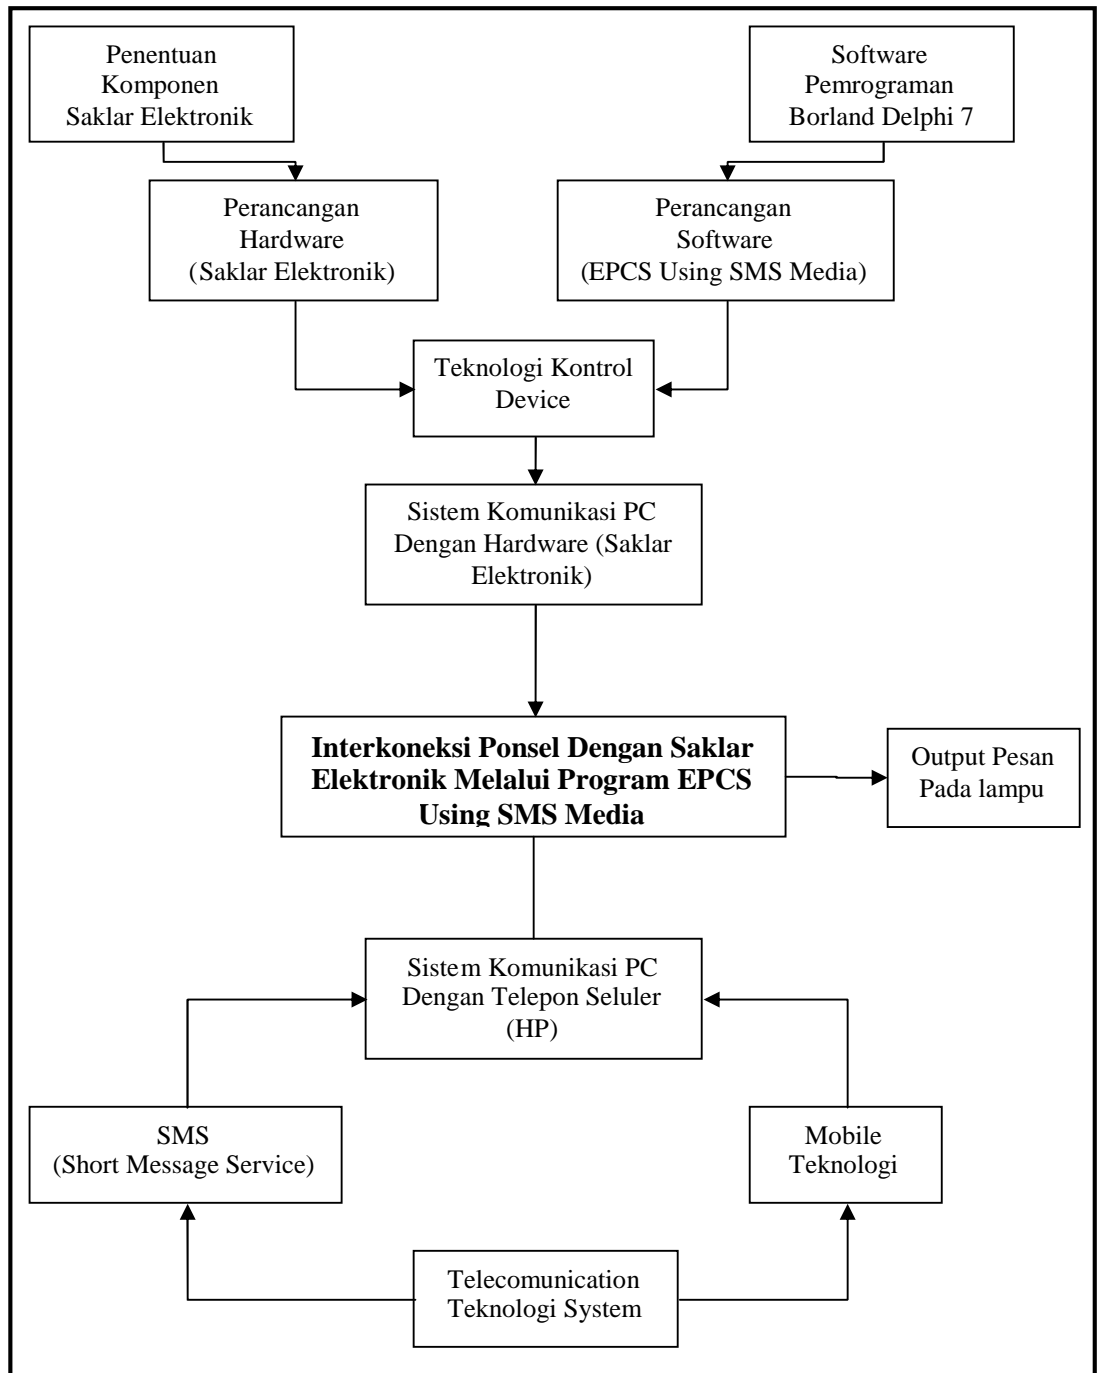 Penentuan
Komponen
Saklar Elektronik
Software
Pemrograman
Borland Delphi 7
Perancangan
Hardware
(Saklar Elektronik)
Perancangan
Software
(EPCS Using SMS Media)
Teknologi Kontrol
Device
Sistem Komunikasi PC
Dengan Hardware (Saklar
Elektronik)
Interkoneksi Ponsel Dengan Saklar
Elektronik Melalui Program EPCS
Using SMS Media
Output Pesan
Pada lampu
Sistem Komunikasi PC
Dengan Telepon Seluler
(HP)
SMS
(Short Message Service)
Mobile
Teknologi
Telecomunication
Teknologi System